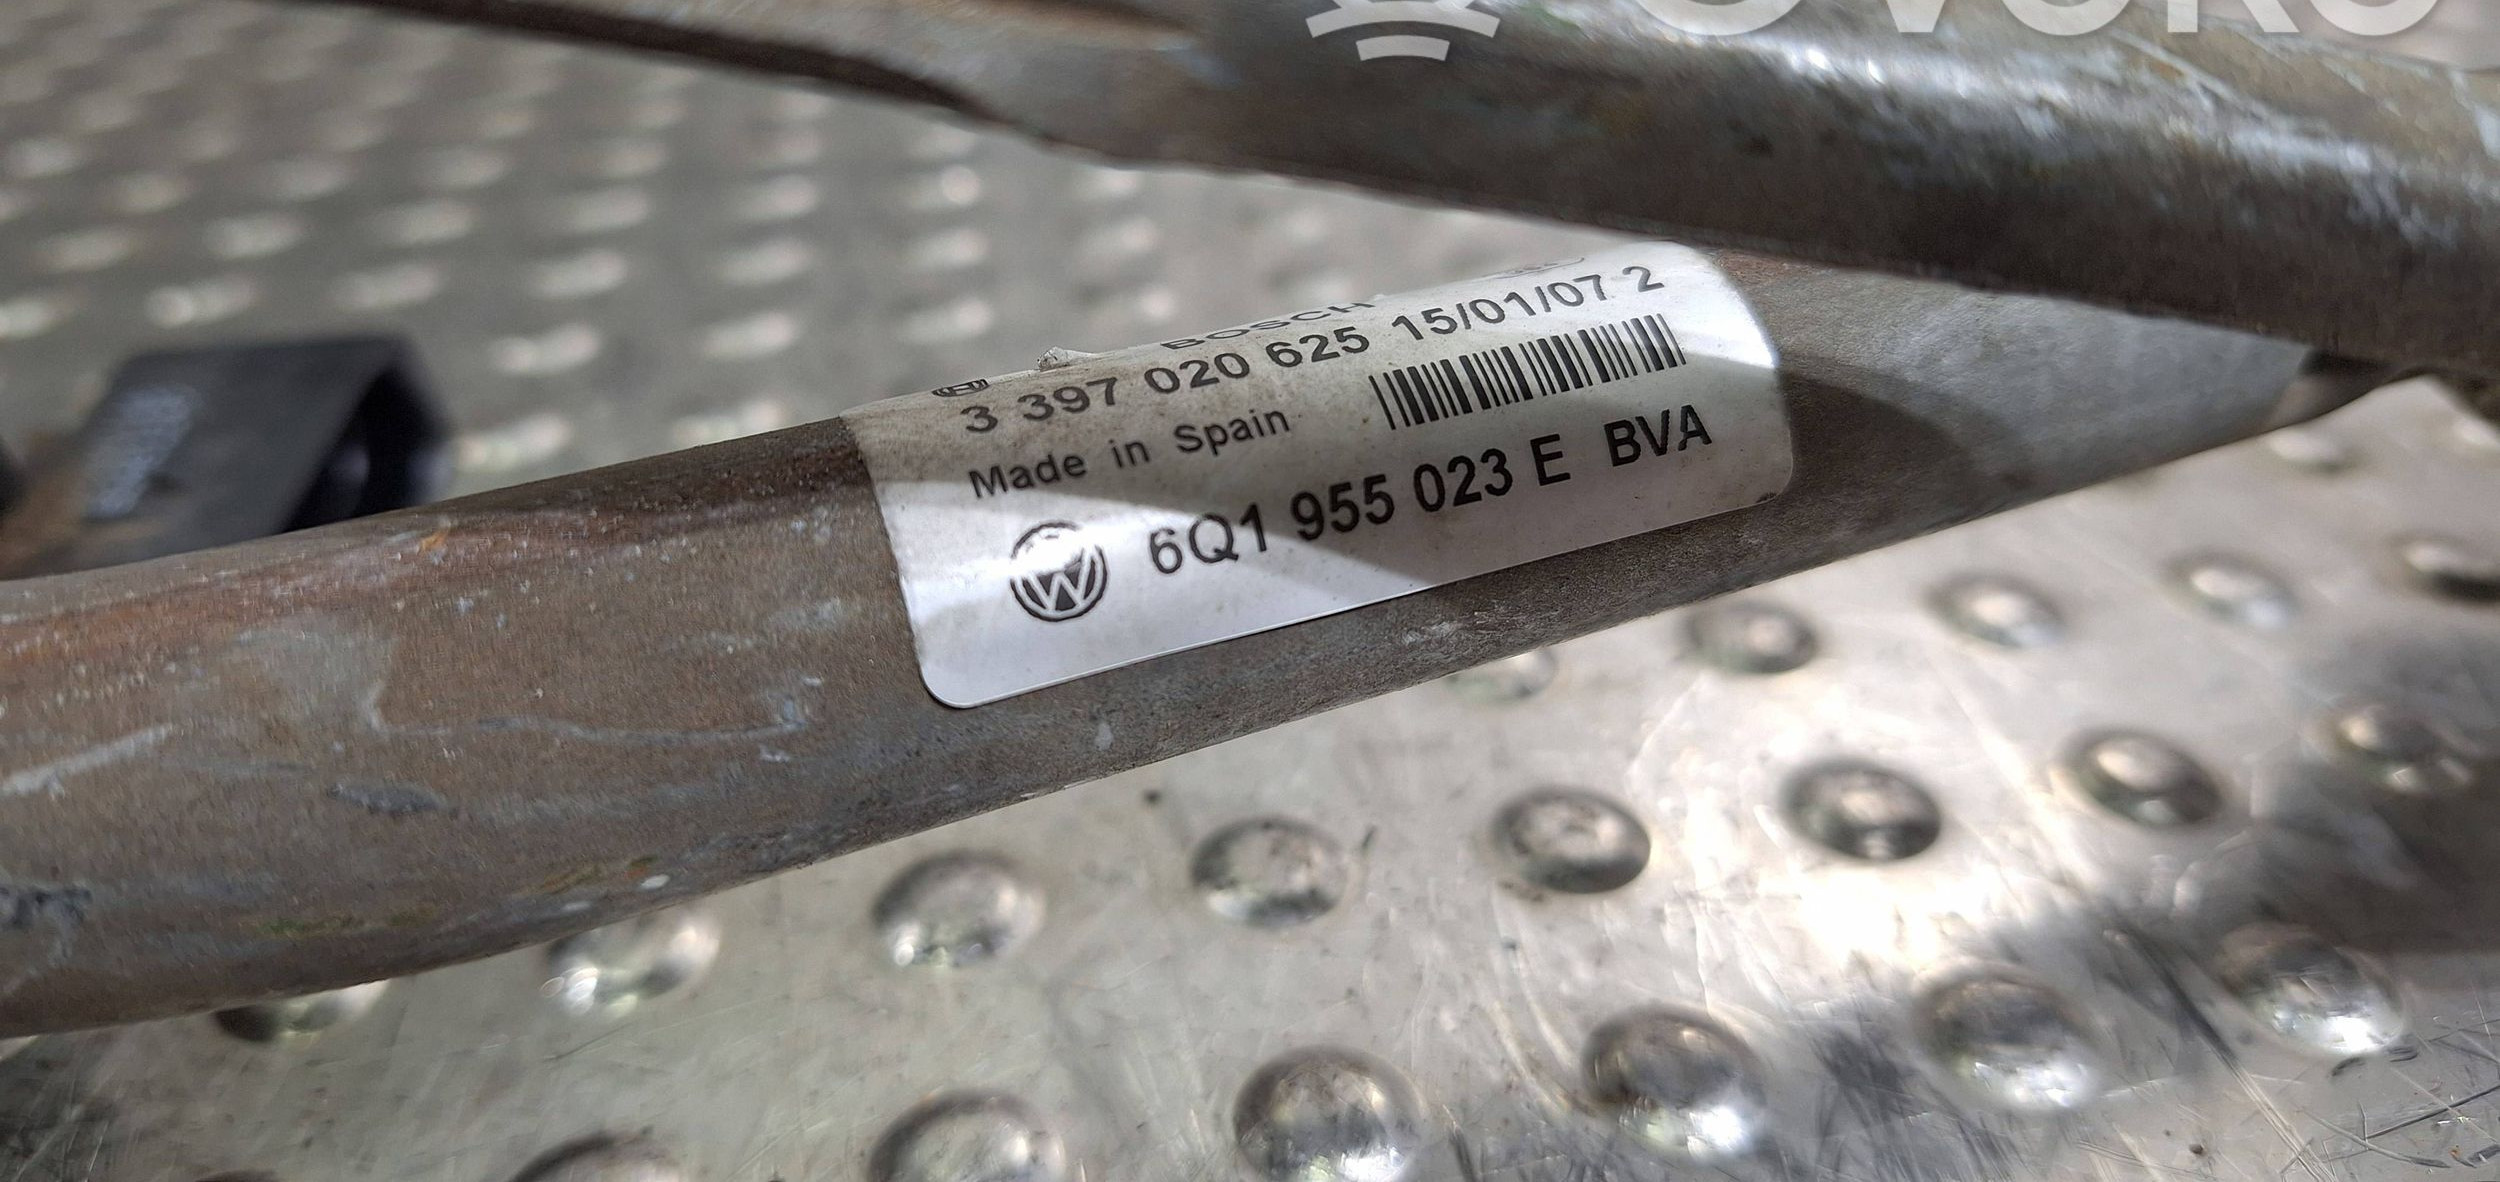 BOSCH
3 397 020 625 15/01/07 2
Made in Spain
6Q1 955 023 E BVA